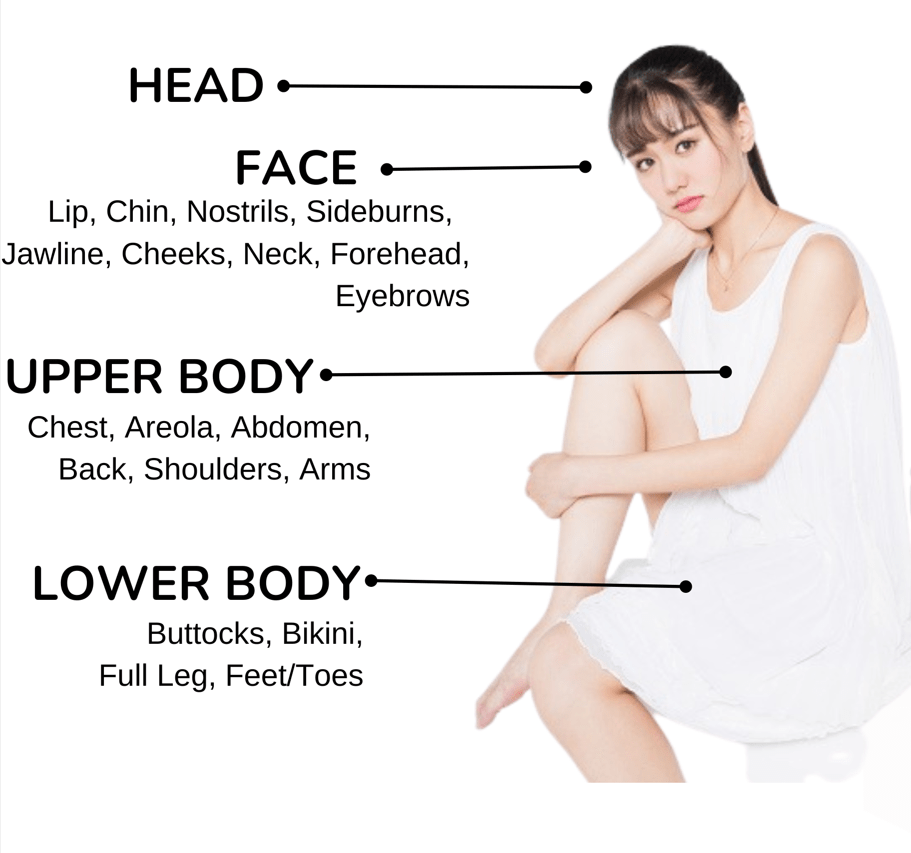 HEAD
FACE
Lip, Chin, Nostrils, Sideburns,
Jawline, Cheeks, Neck, Forehead,
Eyebrows
UPPER BODY
Chest, Areola, Abdomen,
Back, Shoulders, Arms
LOWER BODY
Buttocks, Bikini,
Full Leg, Feet/Toes